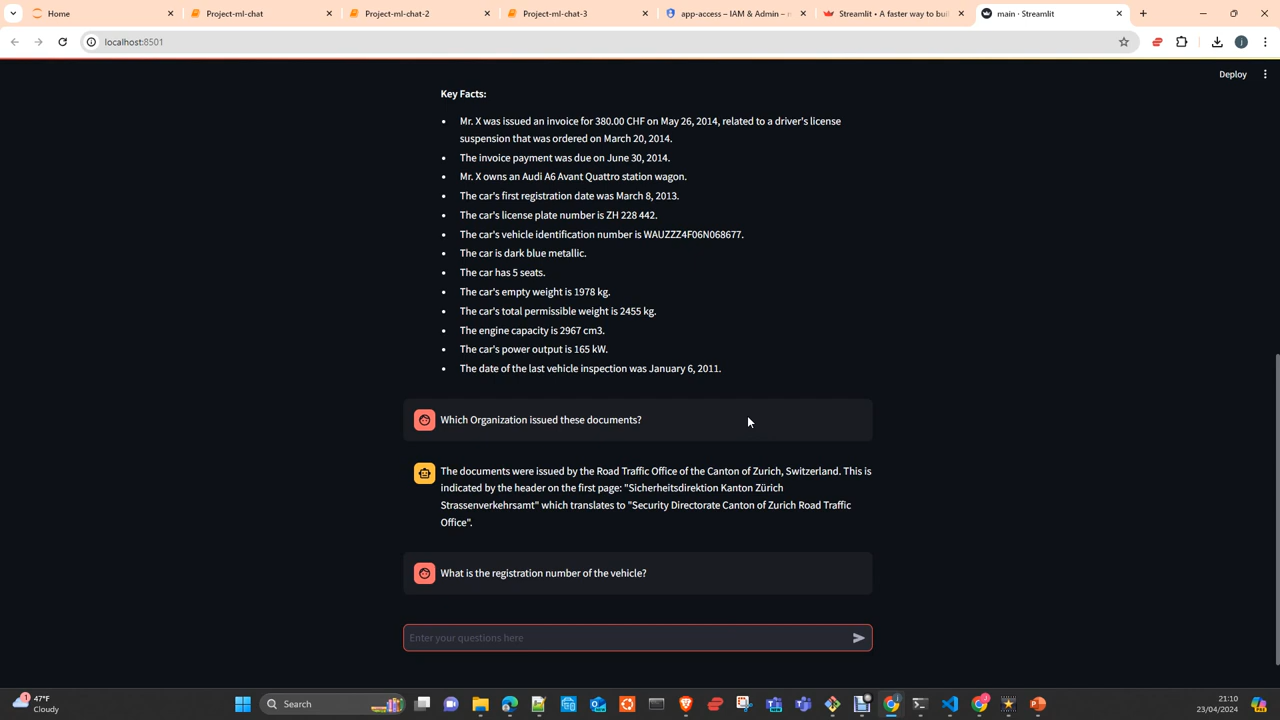 Home
Project-ml-chat
Project-ml-chat-2
Project-ml-chat-3
app-access – IAM & Admin –
Streamlit • A faster way to bui
main · Streamlit
localhost:8501
Deploy
Key Facts:
Mr. X was issued an invoice for 380.00 CHF on May 26, 2014, related to a driver's license
suspension that was ordered on March 20, 2014.
The invoice payment was due on June 30, 2014.
Mr. X owns an Audi A6 Avant Quattro station wagon.
The car's first registration date was March 8, 2013.
The car's license plate number is ZH 228 442.
The car's vehicle identification number is WAUZZZ4F06N068677.
The car is dark blue metallic.
The car has 5 seats.
The car's empty weight is 1978 kg.
The car's total permissible weight is 2455 kg.
The engine capacity is 2967 cm3.
The car's power output is 165 kW.
The date of the last vehicle inspection was January 6, 2011.
Which Organization issued these documents?
The documents were issued by the Road Traffic Office of the Canton of Zurich, Switzerland. This is
indicated by the header on the first page: "Sicherheitsdirektion Kanton Zürich
Strassenverkehrsamt" which translates to "Security Directorate Canton of Zurich Road Traffic
Office".
What is the registration number of the vehicle?
Enter your questions here
1
47°F
Cloudy
Search
21:10
23/04/2024